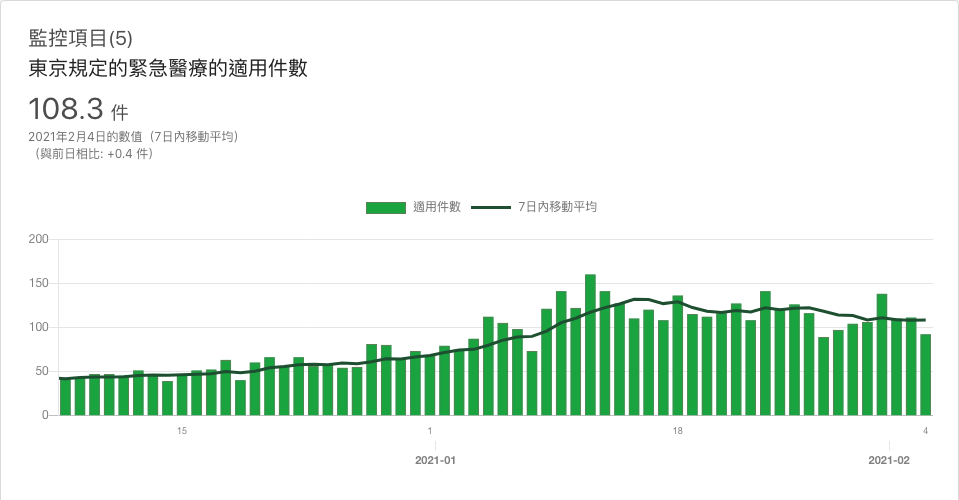 監控項目(5)
東京規定的緊急醫療的適用件數
108.3 件
2021年2月4日的數值（7日內移動平均）
（與前日相比: +0.4 件）
適用件數
7日內移動平均
200
150
100
50
0
15
1
18
4
2021-01
2021-02